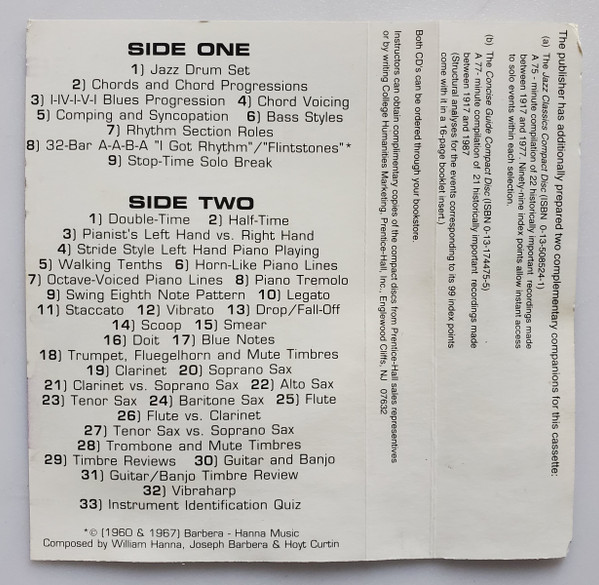 SIDE ONE
1) Jazz Drum Set
2) Chords and Chord Progressions
3) I-IV-I-V-I Blues Progression 4) Chord Voicing
5) Comping and Syncopation 6) Bass Styles
7) Rhythm Section Roles
8) 32-Bar A-A-B-A "I Got Rhythm"/"Flintstones"*
9) Stop-Time Solo Break
SIDE TWO
1) Double-Time 2) Half-Time
3) Pianist's Left Hand vs. Right Hand
4) Stride Style Left Hand Piano Playing
5) Walking Tenths 6) Horn-Like Piano Lines
7) Octave-Voiced Piano Lines 8) Piano Tremolo
9) Swing Eighth Note Pattern 10) Legato
11) Staccato 12) Vibrato 13) Drop/Fall-Off
14) Scoop 15) Smear
16) Doit 17) Blue Notes
18) Trumpet, Fluegelhorn and Mute Timbres
19) Clarinet 20) Soprano Sax
21) Clarinet vs. Soprano Sax 22) Alto Sax
23) Tenor Sax 24) Baritone Sax 25) Flute
26) Flute vs. Clarinet
27) Tenor Sax vs. Soprano Sax
28) Trombone and Mute Timbres
29) Timbre Reviews 30) Guitar and Banjo
31) Guitar/Banjo Timbre Review
32) Vibraharp
33) Instrument Identification Quiz
*© (1960 & 1967) Barbera - Hanna Music
Composed by William Hanna, Joseph Barbera & Hoyt Curtin
The publisher has additionally prepared two complementary companions for this cassette:
(a) The Jazz Classics Compact Disc (ISBN 0-13-508524-1)
A 75 - minute compilation of 22 historically important recordings made
between 1917 and 1977. Ninety-nine index points allow instant access
to solo events within each selection.
(b) The Concise Guide Compact Disc (ISBN 0-13-174475-5)
A 77- minute compilation of 21 historically important recordings made
between 1917 and 1987
(Structural analyses for the events corresponding to its 99 index points
come with it in a 16-page booklet insert.)
Both CD's can be ordered through your bookstore.
Instructors can obtain complimentary copies of the compact discs from Prentice-Hall sales representives
or by writing College Humanities Marketing, Prentice-Hall, Inc., Englewood Cliffs, NJ 07632